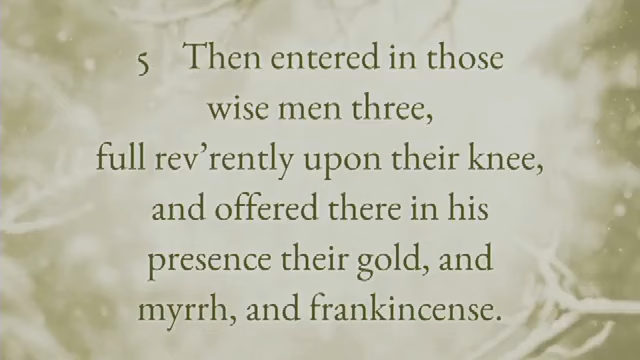 5 Then entered in those
wise men three,
full rev’rently upon their knee,
and offered there in his
presence their gold, and
myrrh, and frankincense.